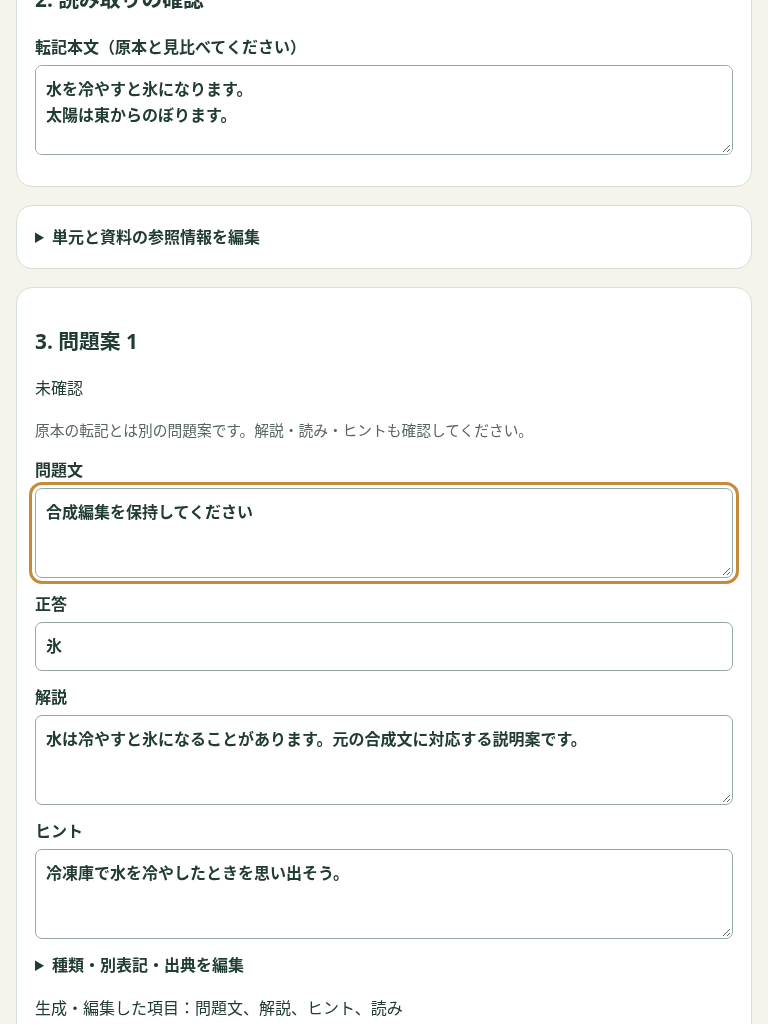 2. 読み取りの確認
転記本文（原本と見比べてください）
水を冷やすと氷になります。
太陽は東からのぼります。
単元と資料の参照情報を編集
3. 問題案 1
未確認
原本の転記とは別の問題案です。解説・読み・ヒントも確認してください。
問題文
合成編集を保持してください
正答
氷
解説
水は冷やすと氷になることがあります。元の合成文に対応する説明案です。
ヒント
冷凍庫で水を冷やしたときを思い出そう。
種類・別表記・出典を編集
生成・編集した項目：問題文、解説、ヒント、読み